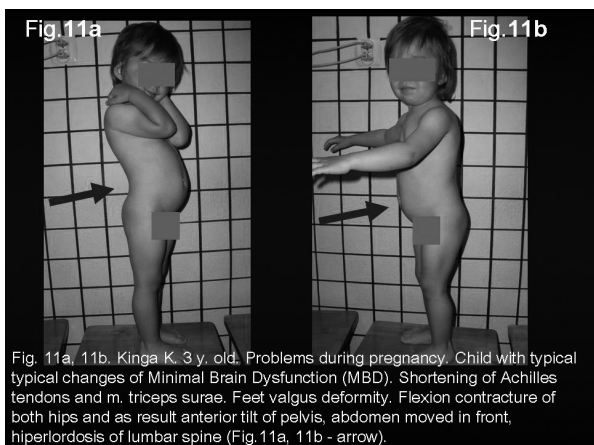 Fig.11a
Fig.11b
Fig. 11a, 11b. Kinga K. 3 y. old. Problems during pregnancy. Child with typical
typical changes of Minimal Brain Dysfunction (MBD). Shortening of Achilles
tendons and m. triceps surae. Feet valgus deformity. Flexion contracture of
both hips and as result anterior tilt of pelvis, abdomen moved in front,
hiperlordosis of lumbar spine (Fig.11a, 11b - arrow).